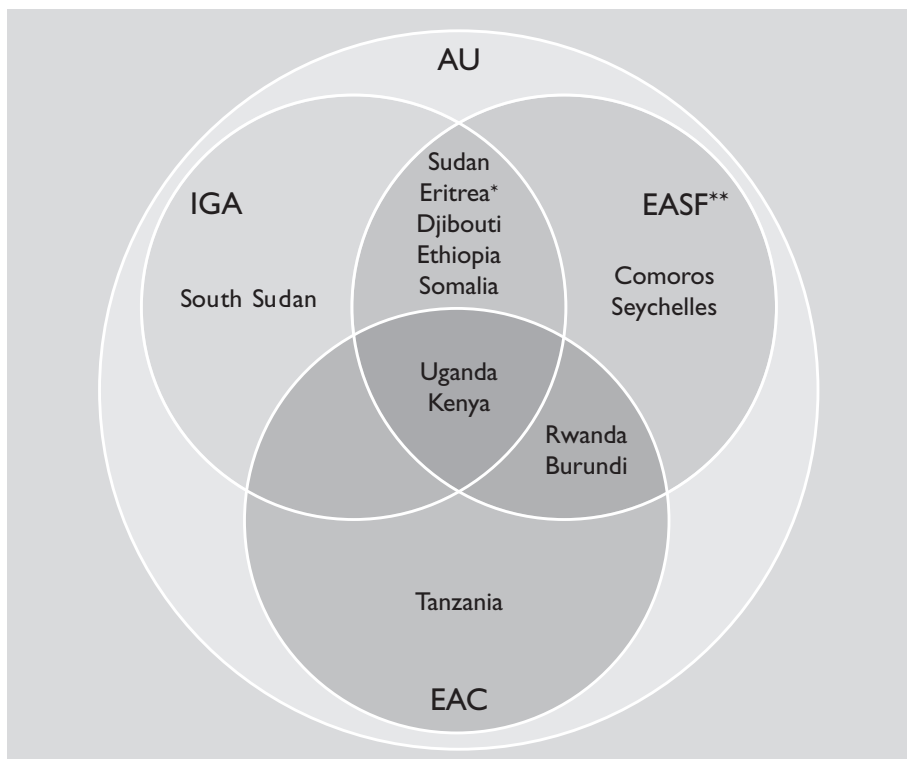 AU
IGA
EASF**
Sudan
Eritrea*
Djibouti
Ethiopia
Somalia
South Sudan
Comoros
Seychelles
Uganda
Kenya
Rwanda
Burundi
Tanzania
EAC